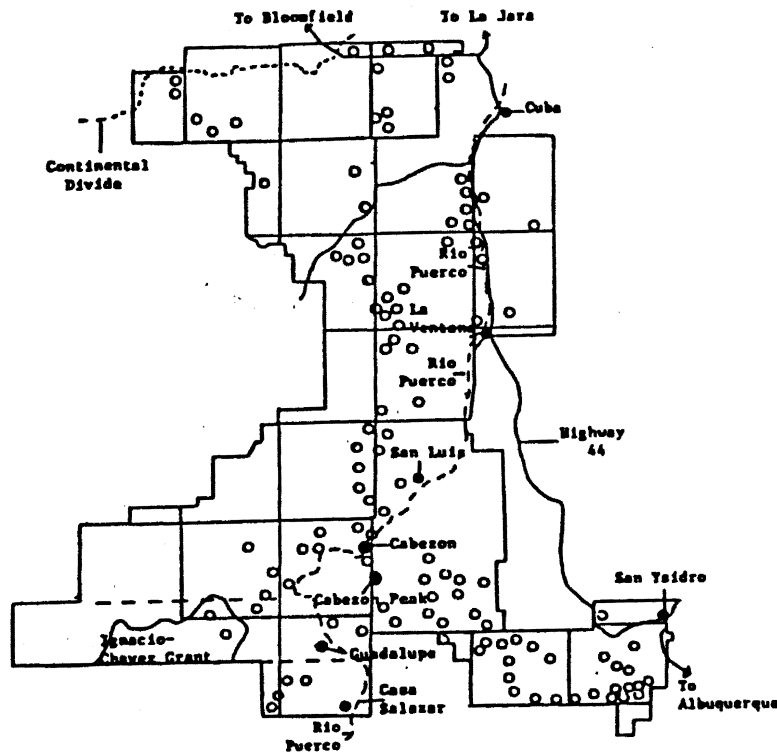 To Bloomfield
To La Jara
Cuba
Continental
Divide
Rio
Puerco
La
Ventana
Rio
Puerco
Highway
44
San Luis
Cabezon
San Ysidro
Cabezon Peak
Ignacio-
Chavez Grant
Guadalupe
Casa
Salazar
To
Albuquerque
Rio
Puerco